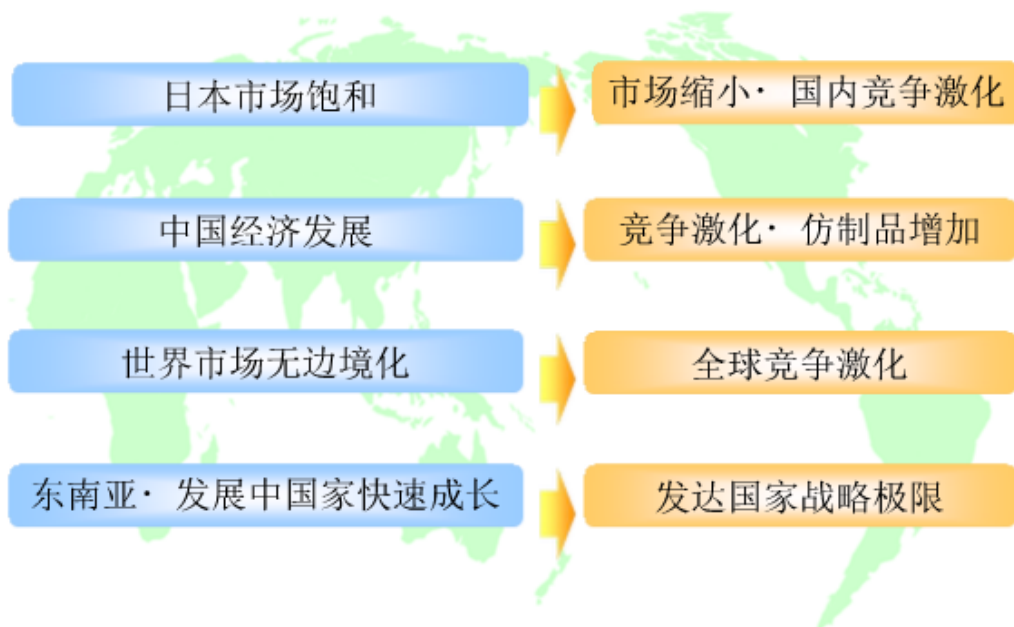 日本市场饱和
市场缩小·国内竞争激化
中国经济发展
竞争激化·仿制品增加
世界市场无边境化
全球竞争激化
东南亚·发展中国家快速成长
发达国家战略极限